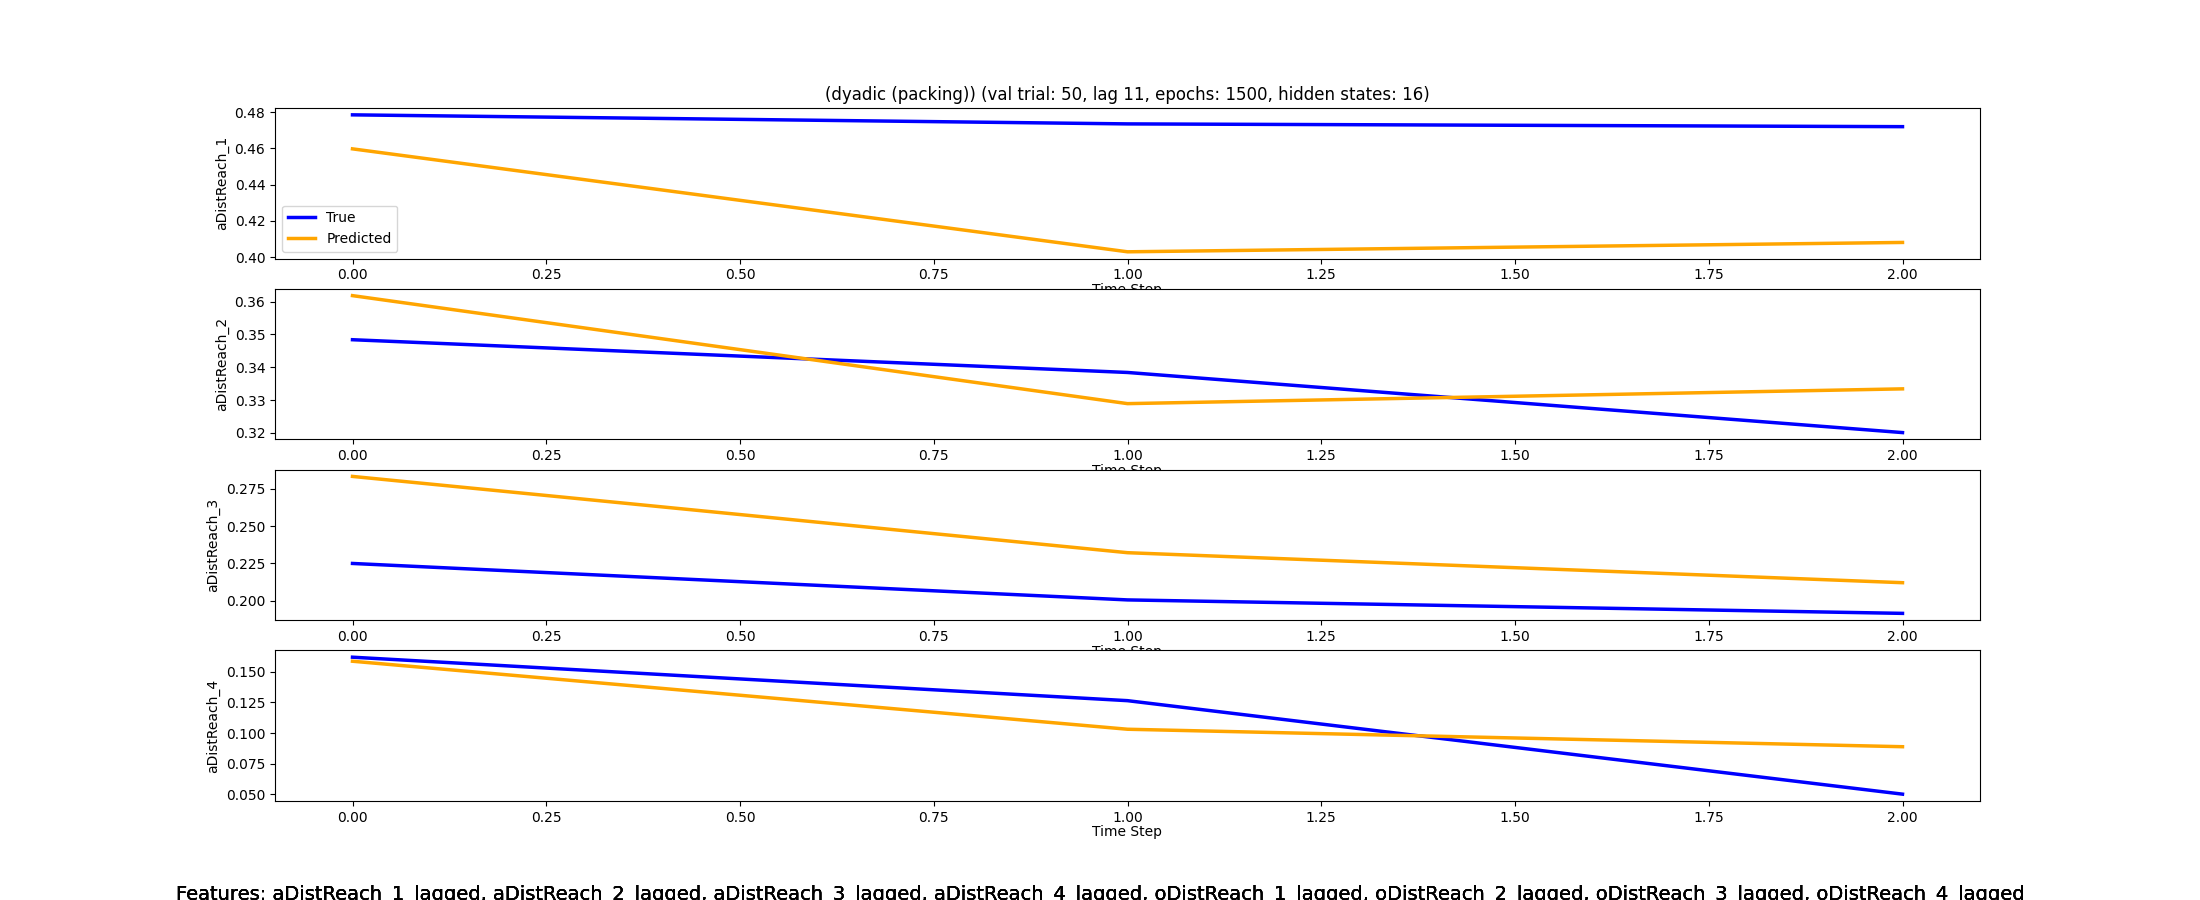 (dyadic (packing)) (val trial: 50, lag 11, epochs: 1500, hidden states: 16)
aDistReach_1
0.48
0.46
0.44
0.42
0.40
True
Predicted
0.00 0.25 0.50 0.75 1.00 1.25 1.50 1.75 2.00
Time Step
aDistReach_2
0.36
0.35
0.34
0.33
0.32
0.00 0.25 0.50 0.75 1.00 1.25 1.50 1.75 2.00
Time Step
aDistReach_3
0.275
0.250
0.225
0.200
0.00 0.25 0.50 0.75 1.00 1.25 1.50 1.75 2.00
Time Step
aDistReach_4
0.150
0.125
0.100
0.075
0.050
0.00 0.25 0.50 0.75 1.00 1.25 1.50 1.75 2.00
Time Step
Features: aDistReach_1_lagged, aDistReach_2_lagged, aDistReach_3_lagged, aDistReach_4_lagged, oDistReach_1_lagged, oDistReach_2_lagged, oDistReach_3_lagged, oDistReach_4_lagged